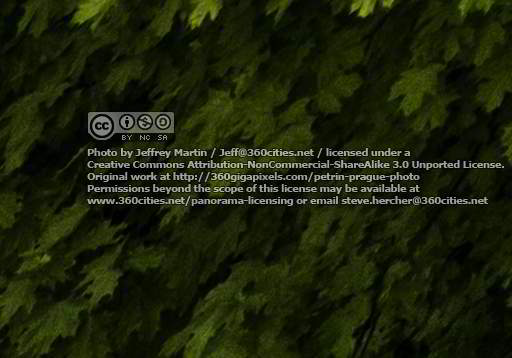 cc
BY NC SA
Photo by Jeffrey Martin / Jeff@360cities.net / licensed under a
Creative Commons Attribution-NonCommercial-ShareAlike 3.0 Unported License.
Original work at http://360gigapixels.com/petrin-prague-photo
Permissions beyond the scope of this license may be available at
www.360cities.net/panorama-licensing or email steve.hercher@360cities.net